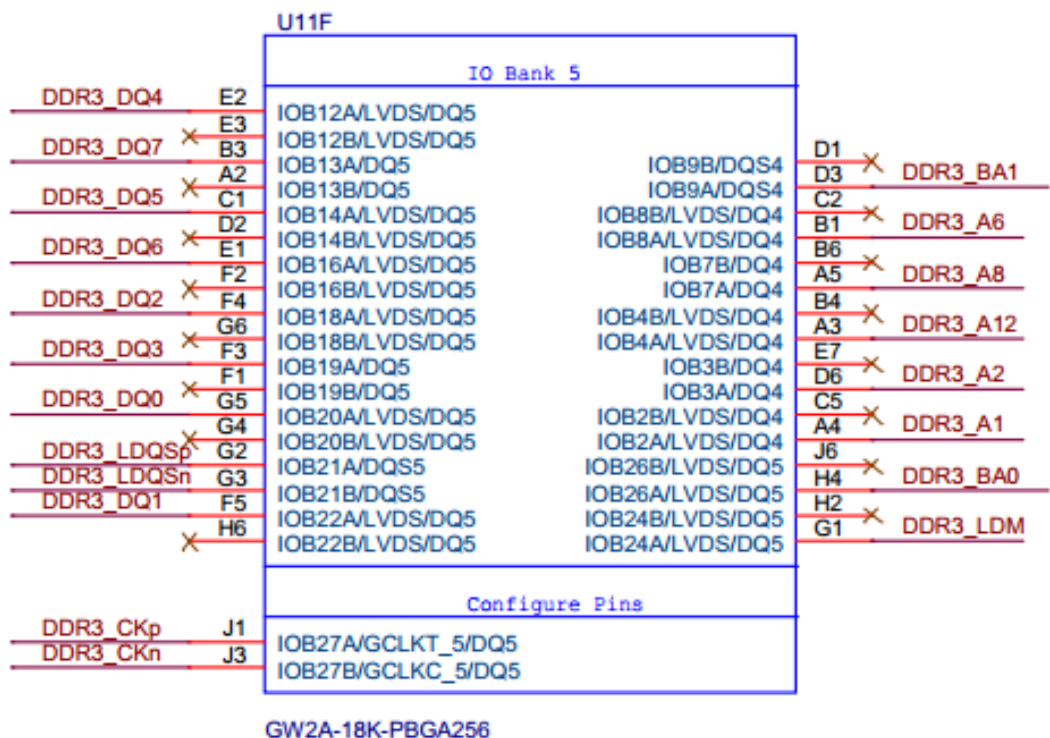 U11F
IO Bank 5
DDR3_DQ4 E2 IOB12A/LVDS/DQ5
E3 IOB12B/LVDS/DQ5
DDR3_DQ7 B3 IOB13A/DQ5
A2 IOB13B/DQ5
DDR3_DQ5 C1 IOB14A/LVDS/DQ5
D2 IOB14B/LVDS/DQ5
DDR3_DQ6 E1 IOB16A/LVDS/DQ5
F2 IOB16B/LVDS/DQ5
DDR3_DQ2 F4 IOB18A/LVDS/DQ5
G6 IOB18B/LVDS/DQ5
DDR3_DQ3 F3 IOB19A/DQ5
F1 IOB19B/DQ5
DDR3_DQ0 G5 IOB20A/LVDS/DQ5
G4 IOB20B/LVDS/DQ5
DDR3_LDQSp G2 IOB21A/DQS5
DDR3_LDQSn G3 IOB21B/DQS5
DDR3_DQ1 F5 IOB22A/LVDS/DQ5
H6 IOB22B/LVDS/DQ5
IOB9B/DQS4 D1
IOB9A/DQS4 D3 DDR3_BA1
IOB8B/LVDS/DQ4 C2
IOB8A/LVDS/DQ4 B1 DDR3_A6
IOB7B/DQ4 B6
IOB7A/DQ4 A5 DDR3_A8
IOB4B/LVDS/DQ4 B4
IOB4A/LVDS/DQ4 A3 DDR3_A12
IOB3B/DQ4 E7
IOB3A/DQ4 D6 DDR3_A2
IOB2B/LVDS/DQ4 C5
IOB2A/LVDS/DQ4 A4 DDR3_A1
IOB26B/LVDS/DQ5 J6
IOB26A/LVDS/DQ5 H4 DDR3_BA0
IOB24B/LVDS/DQ5 H2
IOB24A/LVDS/DQ5 G1 DDR3_LDM
Configure Pins
DDR3_CKp J1 IOB27A/GCLKT_5/DQ5
DDR3_CKn J3 IOB27B/GCLKC_5/DQ5
GW2A-18K-PBGA256